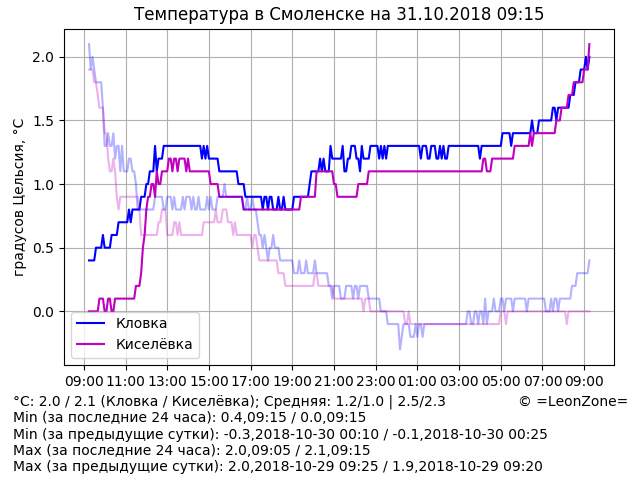 Температура в Смоленске на 31.10.2018 09:15
градусов Цельсия, °C
2.0
1.5
1.0
0.5
0.0
Кловка
Киселёвка
09:00 11:00 13:00 15:00 17:00 19:00 21:00 23:00 01:00 03:00 05:00 07:00 09:00
°C: 2.0 / 2.1 (Кловка / Киселёвка); Средняя: 1.2/1.0 | 2.5/2.3 © =LeonZone=
Min (за последние 24 часа): 0.4,09:15 / 0.0,09:15
Min (за предыдущие сутки): -0.3,2018-10-30 00:10 / -0.1,2018-10-30 00:25
Max (за последние 24 часа): 2.0,09:05 / 2.1,09:15
Max (за предыдущие сутки): 2.0,2018-10-29 09:25 / 1.9,2018-10-29 09:20